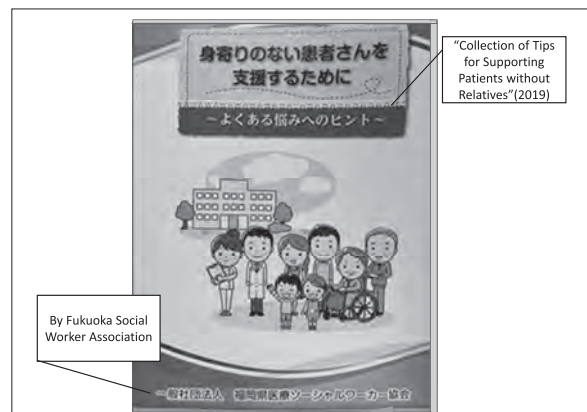 身寄りのない患者さんを
支援するために
～よくある悩みへのヒント～
"Collection of Tips
for Supporting
Patients without
Relatives"(2019)
By Fukuoka Social
Worker Association
一般社団法人 福岡県医療ソーシャルワーカー協会